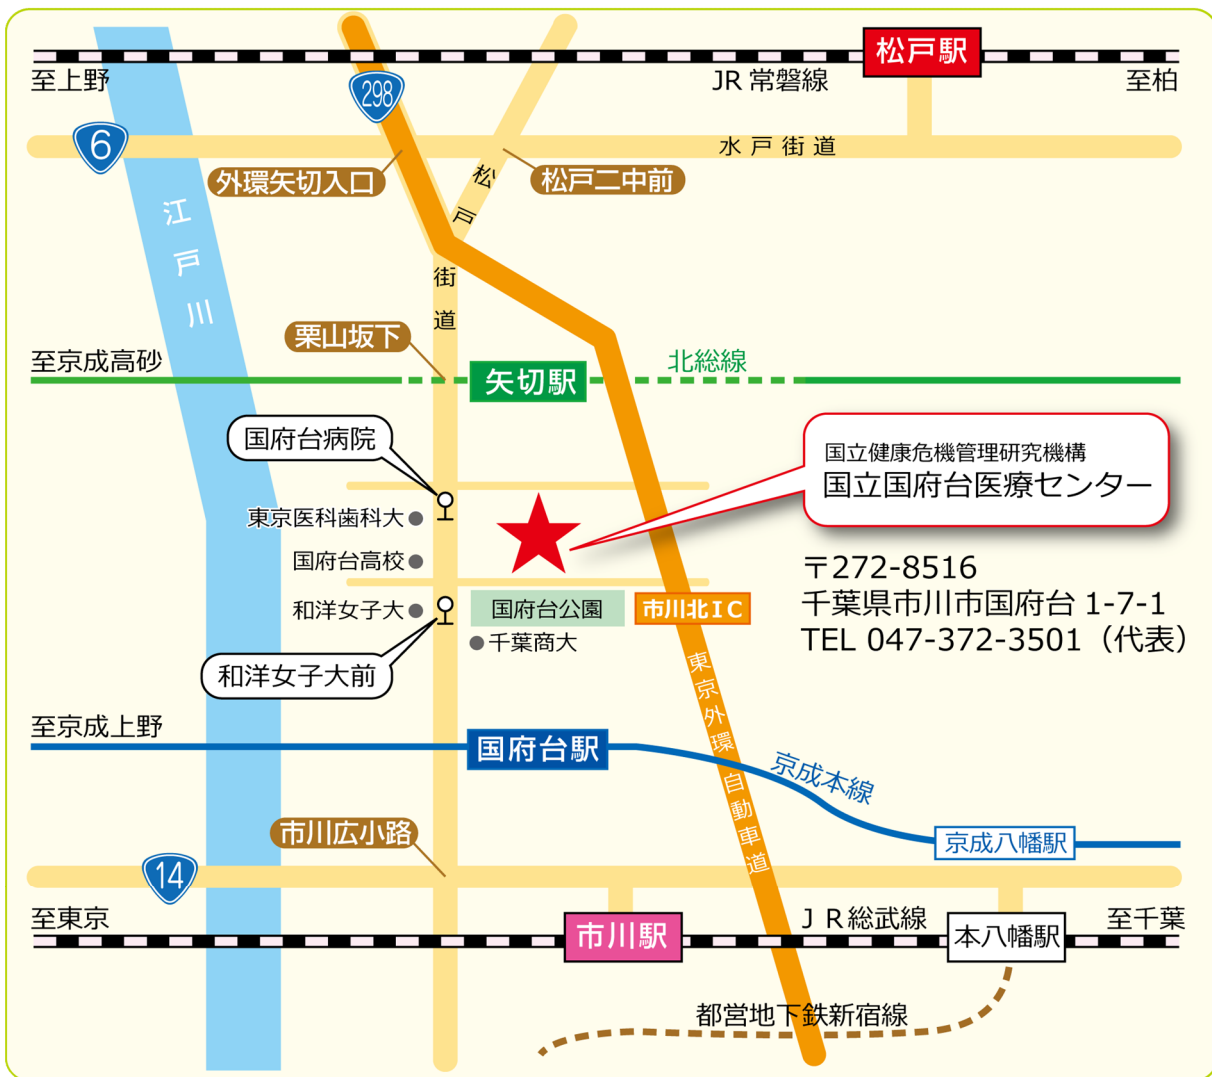 松戸駅
至上野
JR 常磐線
至柏
298
6
水戸街道
外環矢切入口
松戸二中前
松戸街道
江戸川
栗山坂下
至京成高砂
矢切駅
北総線
国府台病院
国立健康危機管理研究機構
国立国府台医療センター
東京医科歯科大
国府台高校
〒272-8516
千葉県市川市国府台 1-7-1
TEL 047-372-3501（代表）
和洋女子大
国府台公園
市川北IC
千葉商大
和洋女子大前
東京外環自動車道
至京成上野
国府台駅
京成本線
市川広小路
京成八幡駅
14
至東京
市川駅
JR総武線
本八幡駅
至千葉
都営地下鉄新宿線